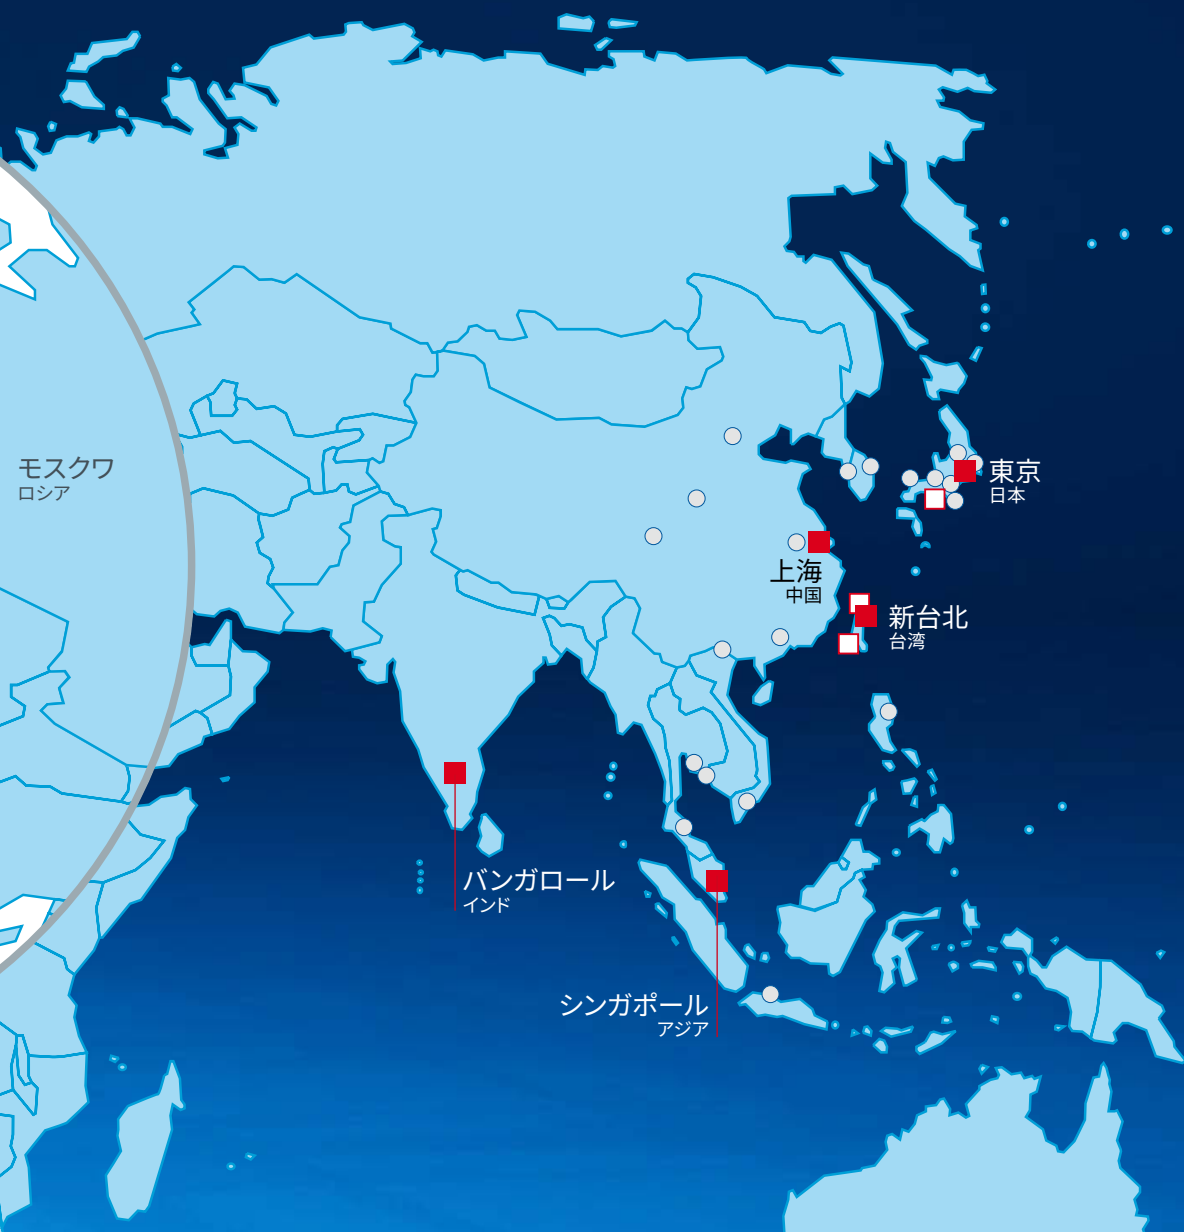 モスクワ
ロシア
東京
日本
上海
中国
新台北
台湾
バンガロール
インド
シンガポール
アジア